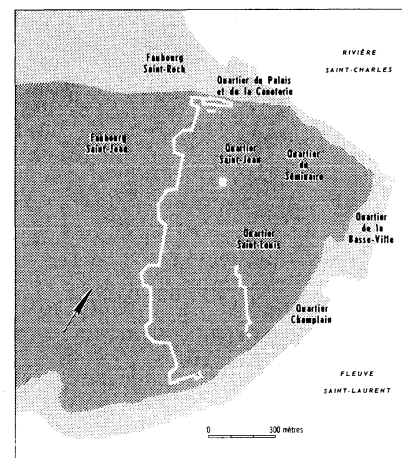 Faubourg
Saint-Roch
RIVIÈRE
SAINT-CHARLES
Quartier du Palais
et de la Canoterie
Faubourg
Saint-Jean
Quartier
Saint-Jean
Quartier
du
Séminaire
Quartier
de la
Basse-Ville
Quartier
Saint-Louis
Quartier
Champlain
FLEUVE
SAINT-LAURENT
0
300 mètres